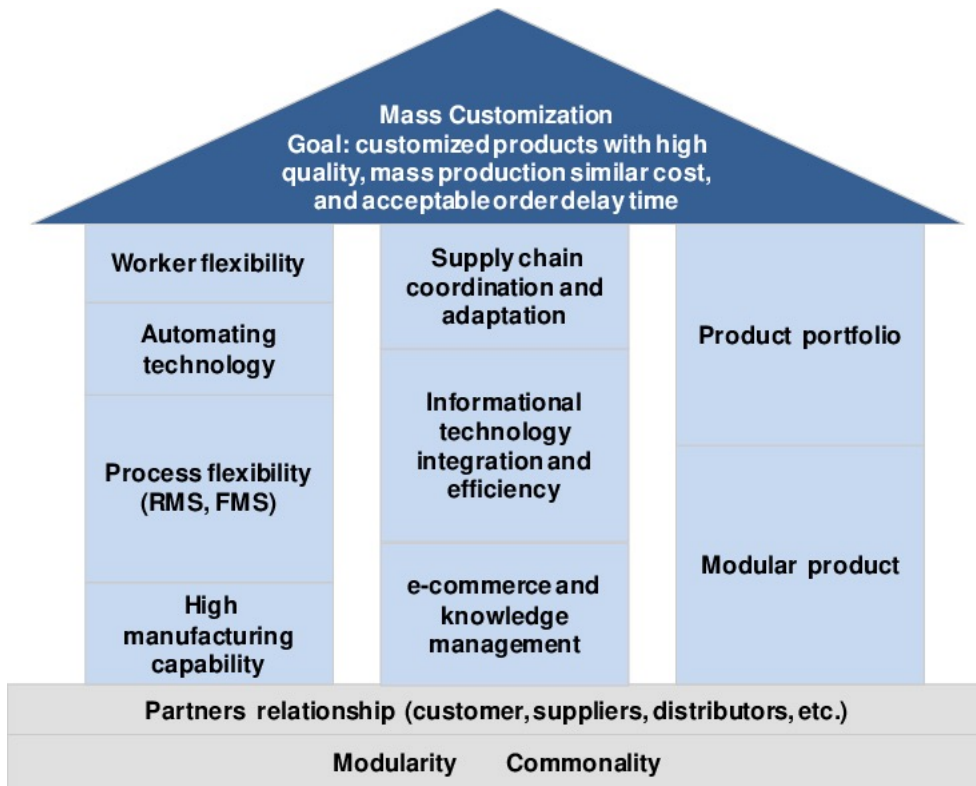 Mass Customization
Goal: customized products with high
quality, mass production similar cost,
and acceptable order delay time
Worker flexibility
Automating
technology
Process flexibility
(RMS, FMS)
High
manufacturing
capability
Supply chain
coordination and
adaptation
Informational
technology
integration and
efficiency
e-commerce and
knowledge
management
Product portfolio
Modular product
Partners relationship (customer, suppliers, distributors, etc.)
Modularity Commonality